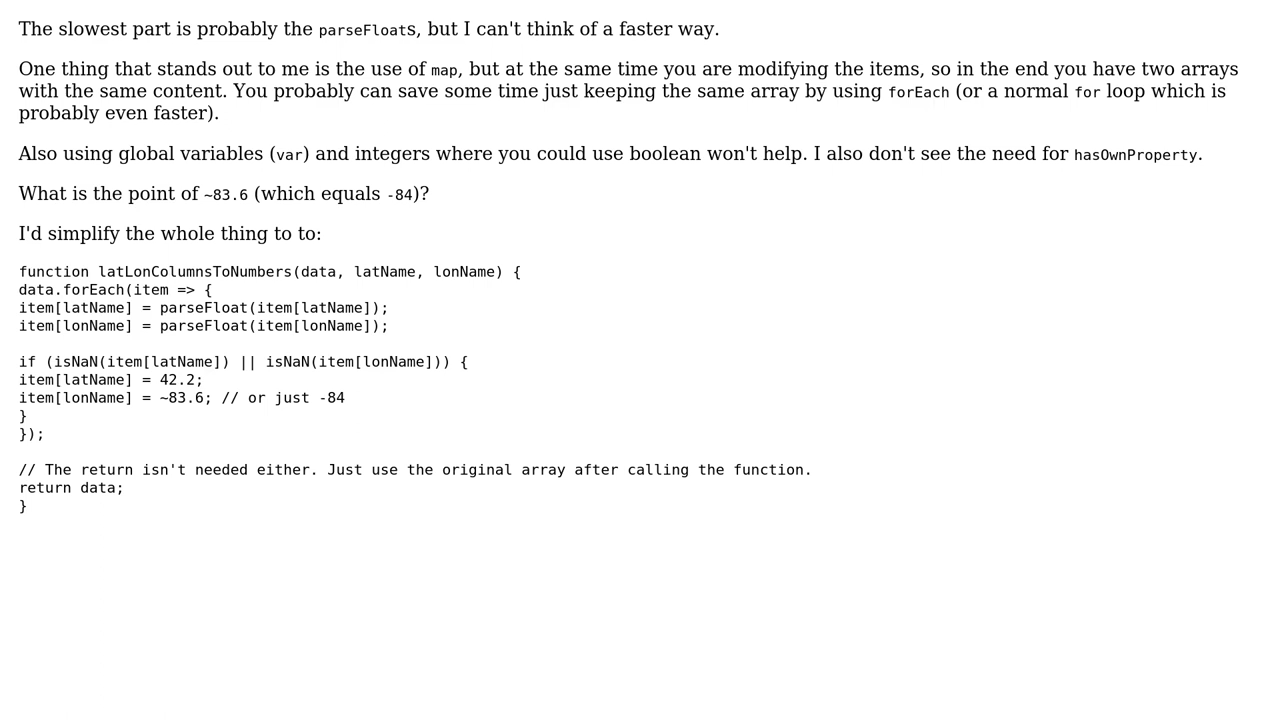 The slowest part is probably the parseFloats, but I can't think of a faster way.
One thing that stands out to me is the use of map, but at the same time you are modifying the items, so in the end you have two arrays
with the same content. You probably can save some time just keeping the same array by using forEach (or a normal for loop which is
probably even faster).
Also using global variables (var) and integers where you could use boolean won't help. I also don't see the need for hasOwnProperty.
What is the point of ~83.6 (which equals -84)?
I'd simplify the whole thing to to:
function latLonColumnsToNumbers(data, latName, lonName) {
data.forEach(item => {
item[latName] = parseFloat(item[latName]);
item[lonName] = parseFloat(item[lonName]);
if (isNaN(item[latName]) || isNaN(item[lonName])) {
item[latName] = 42.2;
item[lonName] = ~83.6; // or just -84
}
});
// The return isn't needed either. Just use the original array after calling the function.
return data;
}